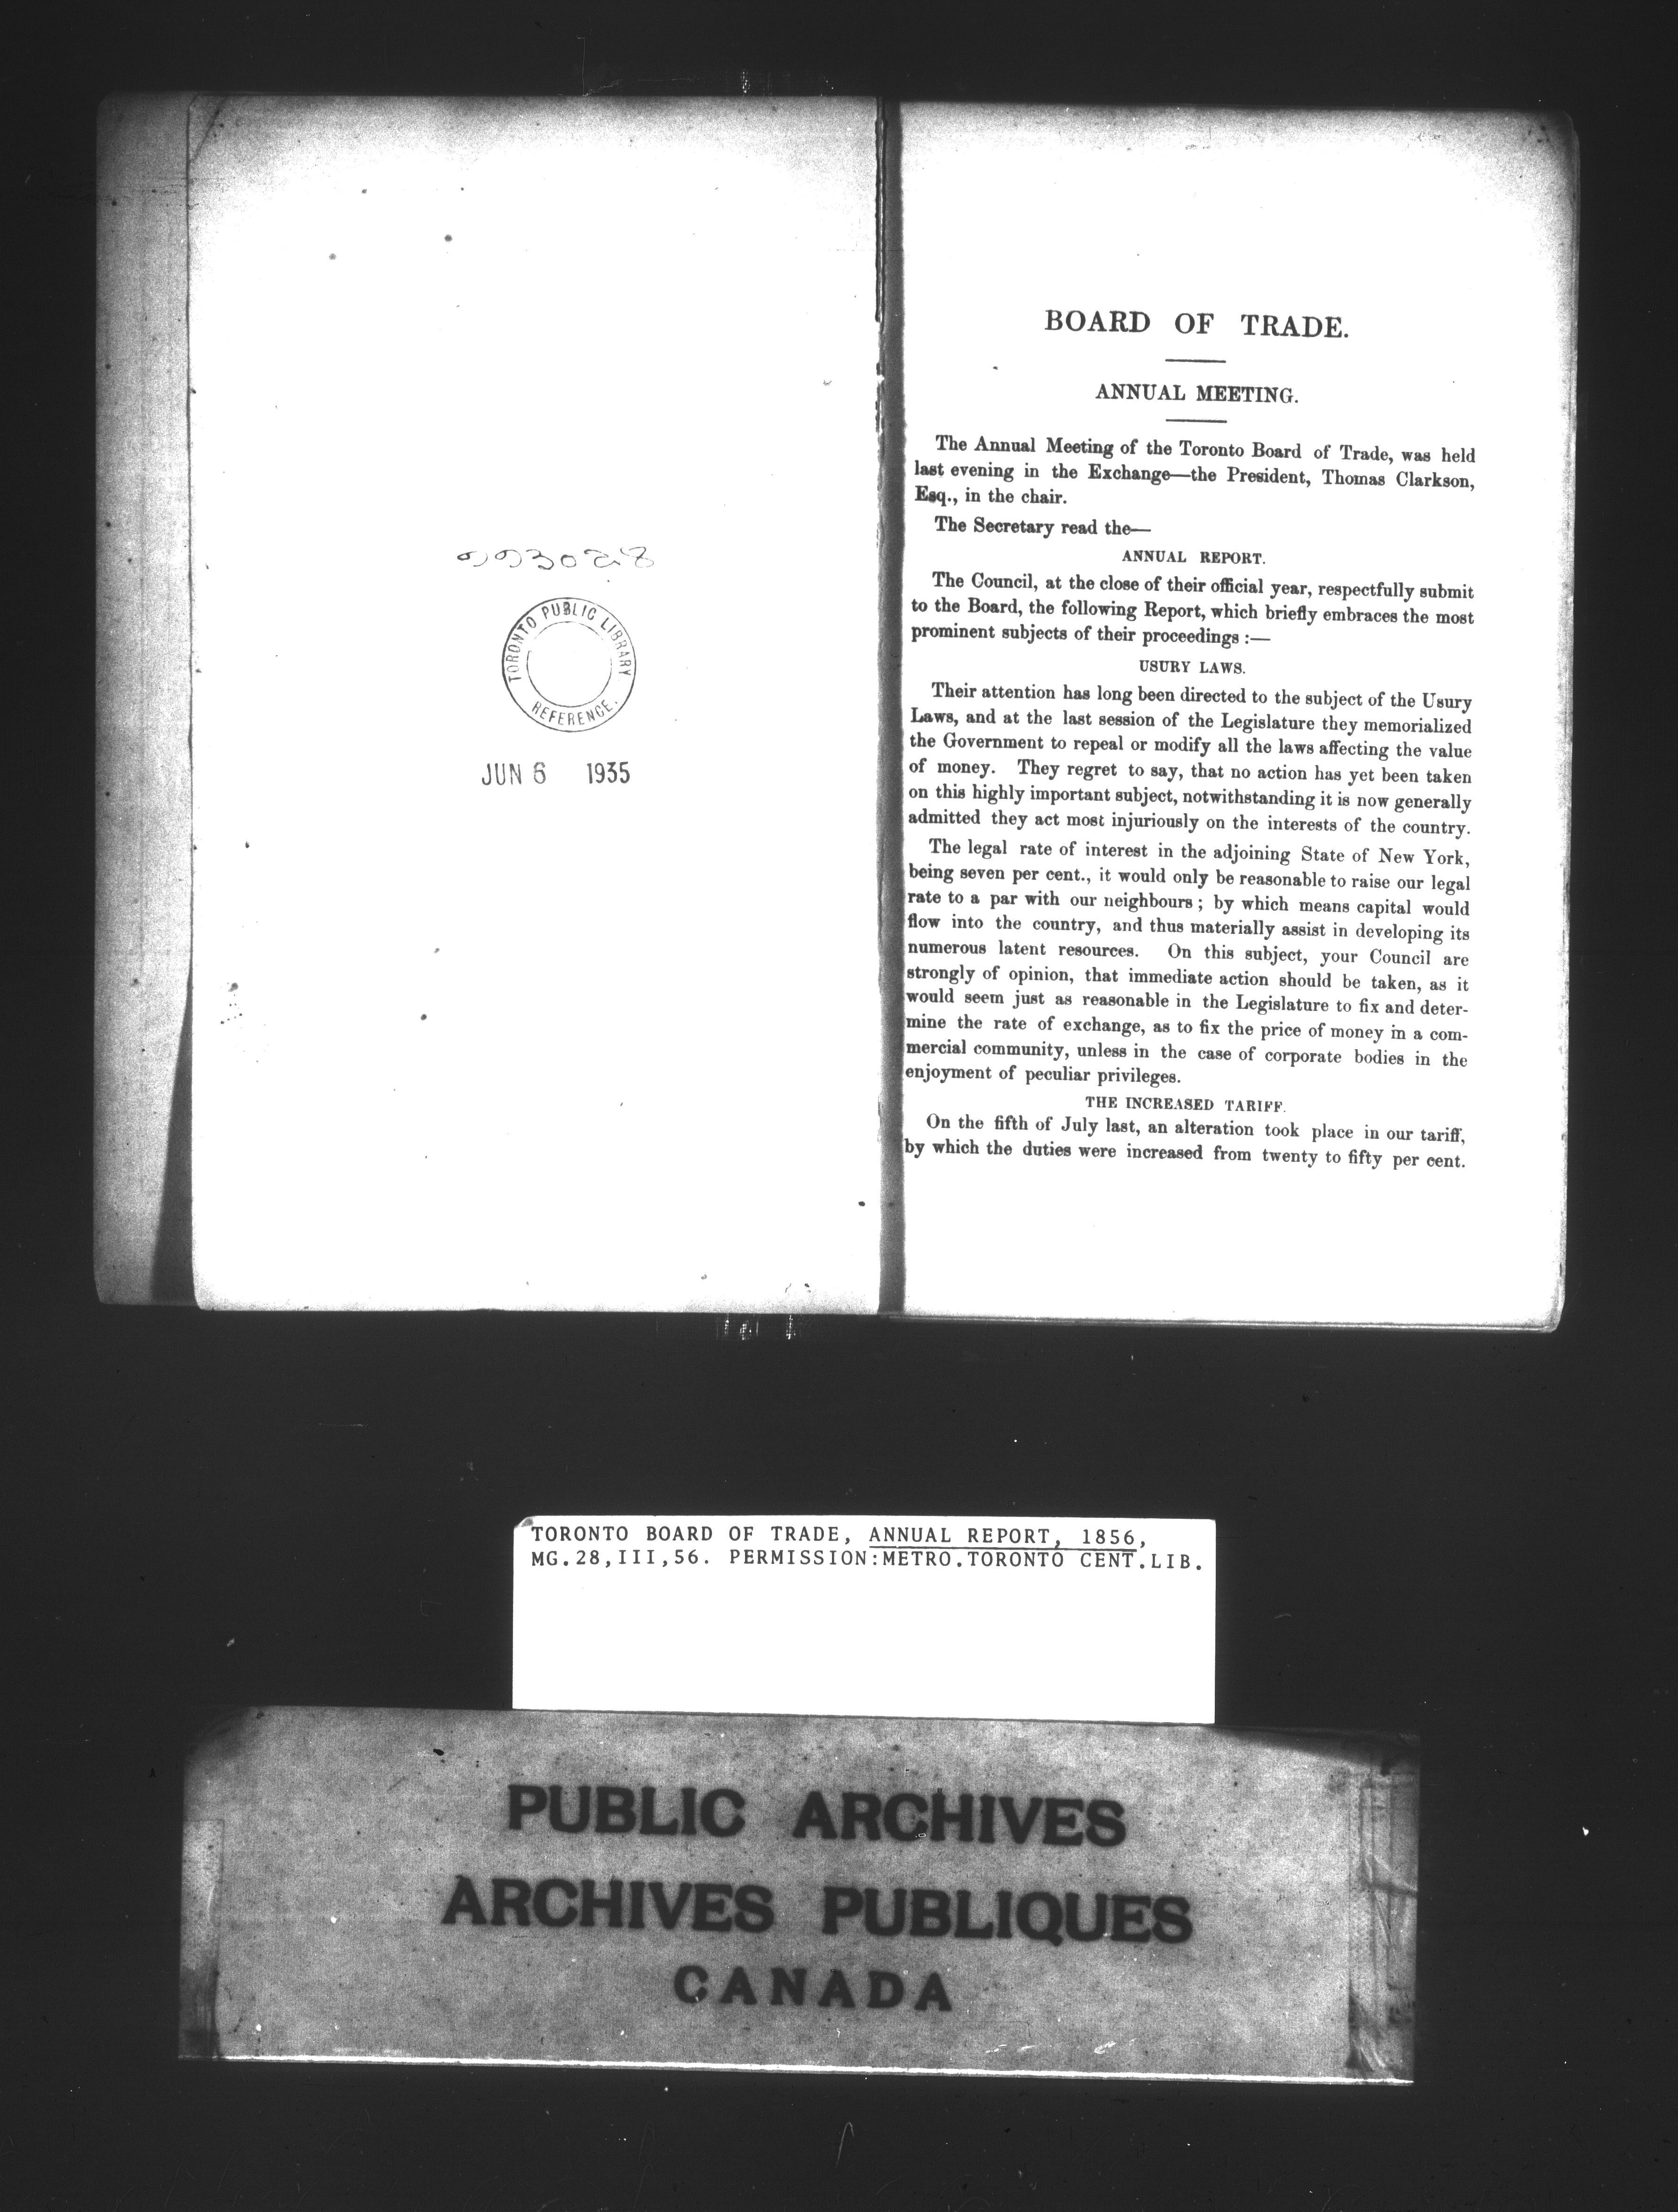 993028
TORONTO PUBLIC LIBRARY
REFERENCE.
JUN 6 1935
BOARD OF TRADE.
ANNUAL MEETING.
The Annual Meeting of the Toronto Board of Trade, was held
last evening in the Exchange—the President, Thomas Clarkson,
Esq., in the chair.
The Secretary read the—
ANNUAL REPORT.
The Council, at the close of their official year, respectfully submit
to the Board, the following Report, which briefly embraces the most
prominent subjects of their proceedings :—
USURY LAWS.
Their attention has long been directed to the subject of the Usury
Laws, and at the last session of the Legislature they memorialized
the Government to repeal or modify all the laws affecting the value
of money. They regret to say, that no action has yet been taken
on this highly important subject, notwithstanding it is now generally
admitted they act most injuriously on the interests of the country.
The legal rate of interest in the adjoining State of New York,
being seven per cent., it would only be reasonable to raise our legal
rate to a par with our neighbours ; by which means capital would
flow into the country, and thus materially assist in developing its
numerous latent resources. On this subject, your Council are
strongly of opinion, that immediate action should be taken, as it
would seem just as reasonable in the Legislature to fix and deter-
mine the rate of exchange, as to fix the price of money in a com-
mercial community, unless in the case of corporate bodies in the
enjoyment of peculiar privileges.
THE INCREASED TARIFF.
On the fifth of July last, an alteration took place in our tariff,
by which the duties were increased from twenty to fifty per cent.
TORONTO BOARD OF TRADE, ANNUAL REPORT, 1856,
MG.28,III,56. PERMISSION:METRO.TORONTO CENT.LIB.
PUBLIC ARCHIVES
ARCHIVES PUBLIQUES
CANADA